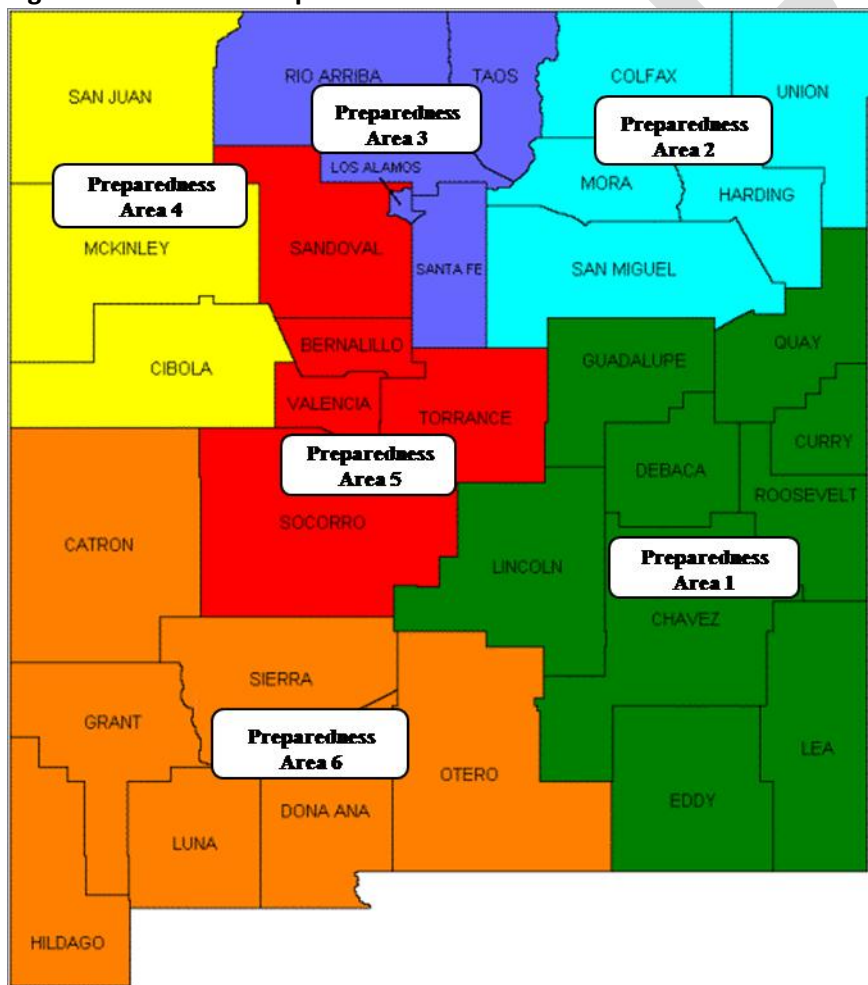 RIO ARRIBA
TAOS
COLFAX
UNION
SAN JUAN
Preparedness
Area 3
Preparedness
Area 2
LOS ALAMOS
Preparedness
Area 4
MORA
HARDING
MCKINLEY
SANDOVAL
SANTA FE
SAN MIGUEL
BERNALILLO
QUAY
GUADALUPE
CIBOLA
VALENCIA
TORRANCE
CURRY
Preparedness
Area 5
DEBACA
ROOSEVELT
SOCORRO
CATRON
LINCOLN
Preparedness
Area 1
CHAVEZ
SIERRA
GRANT
Preparedness
Area 6
OTERO
LEA
EDDY
DONA ANA
LUNA
HILDAGO